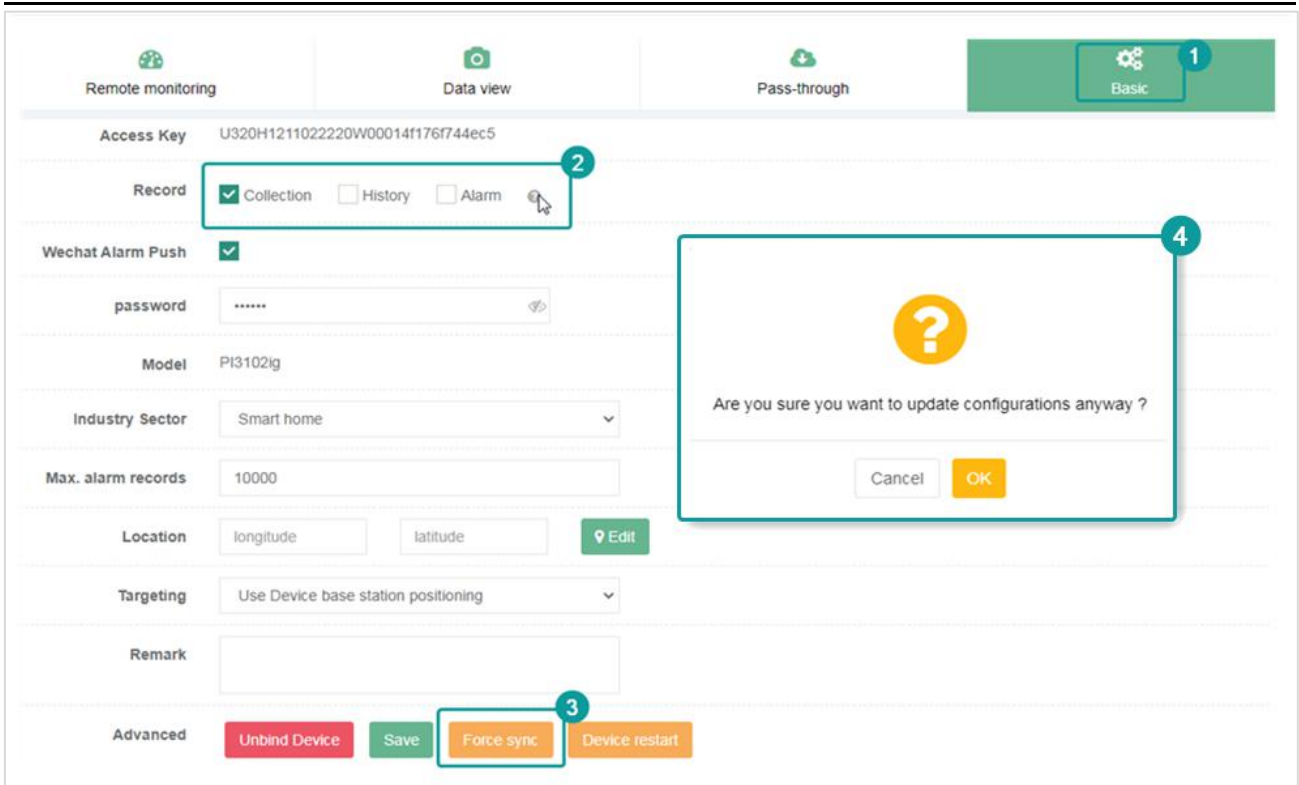 1
Remote monitoring
Data view
Pass-through
Basic
Access Key U320H1211022220W00014f176f744ec5
2
Record Collection History Alarm
Wechat Alarm Push
4
password ••••••
?
Model PI3102ig
Are you sure you want to update configurations anyway ?
Industry Sector Smart home
Max. alarm records 10000
Cancel OK
Location longitude latitude Edit
Targeting Use Device base station positioning
Remark
3
Advanced Unbind Device Save Force sync Device restart